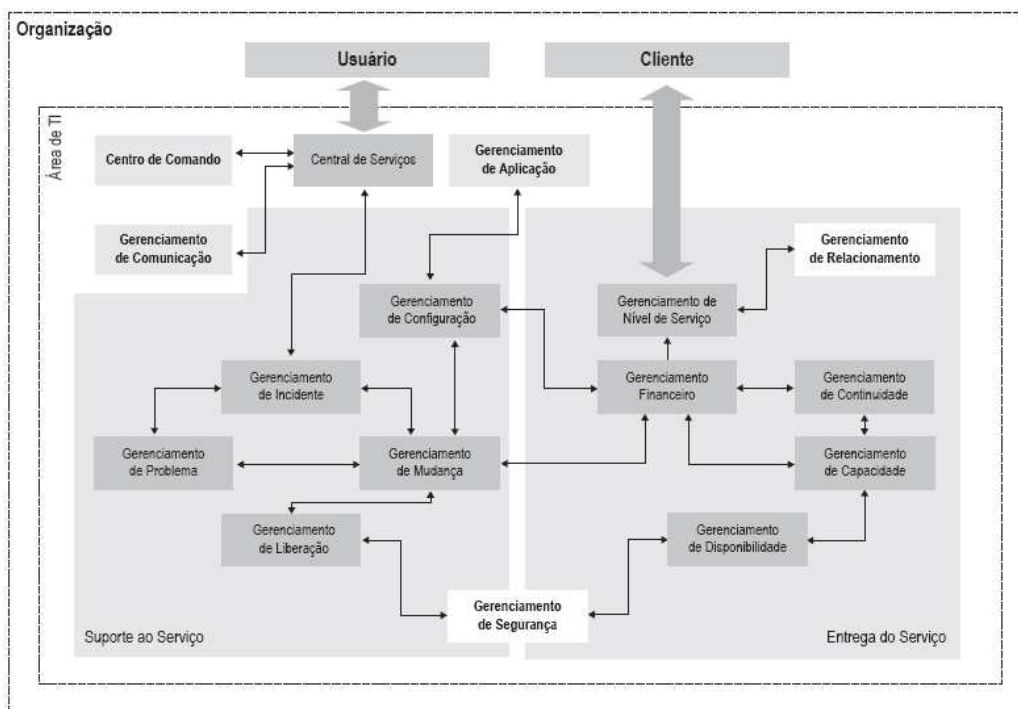 Organização
Usuário
Cliente
Área de TI
Centro de Comando
Central de Serviços
Gerenciamento
de Aplicação
Gerenciamento
de Comunicação
Gerenciamento
de Relacionamento
Gerenciamento
de Configuração
Gerenciamento de
Nível de Serviço
Gerenciamento
de Incidente
Gerenciamento
Financeiro
Gerenciamento
de Continuidade
Gerenciamento
de Problema
Gerenciamento
de Mudança
Gerenciamento
de Capacidade
Gerenciamento
de Liberação
Gerenciamento
de Disponibilidade
Gerenciamento
de Segurança
Suporte ao Serviço
Entrega do Serviço